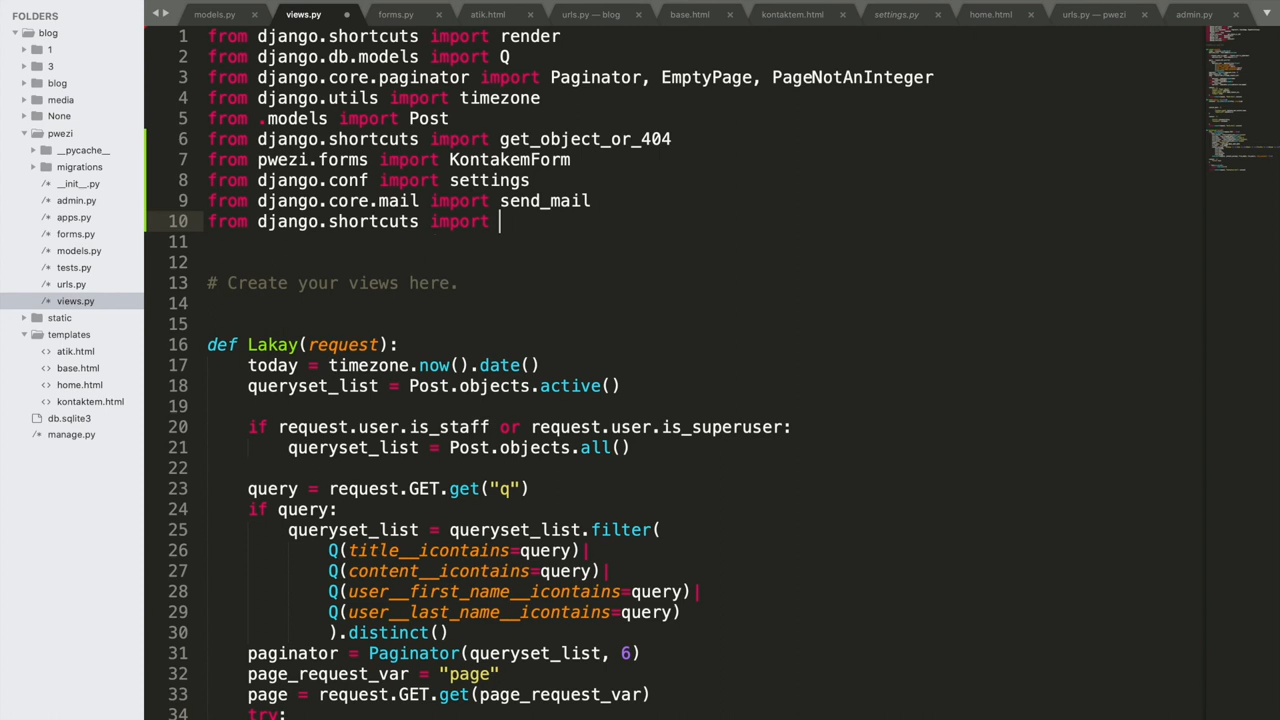 models.py × views.py forms.py × atik.html × urls.py — blog × base.html × kontaktem.html × settings.py × home.html × urls.py — pwezi × admin.py ×
FOLDERS
blog
1
3
blog
media
None
pwezi
__pycache__
migrations
/* __init__.py
/* admin.py
/* apps.py
/* forms.py
/* models.py
/* tests.py
/* urls.py
/* views.py
static
templates
<> atik.html
<> base.html
<> home.html
<> kontaktem.html
db.sqlite3
/* manage.py
1 from django.shortcuts import render
2 from django.db.models import Q
3 from django.core.paginator import Paginator, EmptyPage, PageNotAnInteger
4 from django.utils import timezone
5 from .models import Post
6 from django.shortcuts import get_object_or_404
7 from pwezi.forms import KontakemForm
8 from django.conf import settings
9 from django.core.mail import send_mail
10 from django.shortcuts import
11
12
13 # Create your views here.
14
15
16 def Lakay(request):
17 today = timezone.now().date()
18 queryset_list = Post.objects.active()
19
20 if request.user.is_staff or request.user.is_superuser:
21 queryset_list = Post.objects.all()
22
23 query = request.GET.get("q")
24 if query:
25 queryset_list = queryset_list.filter(
26 Q(title__icontains=query)|
27 Q(content__icontains=query)|
28 Q(user__first_name__icontains=query)|
29 Q(user__last_name__icontains=query)
30 ).distinct()
31 paginator = Paginator(queryset_list, 6)
32 page_request_var = "page"
33 page = request.GET.get(page_request_var)
34 try: